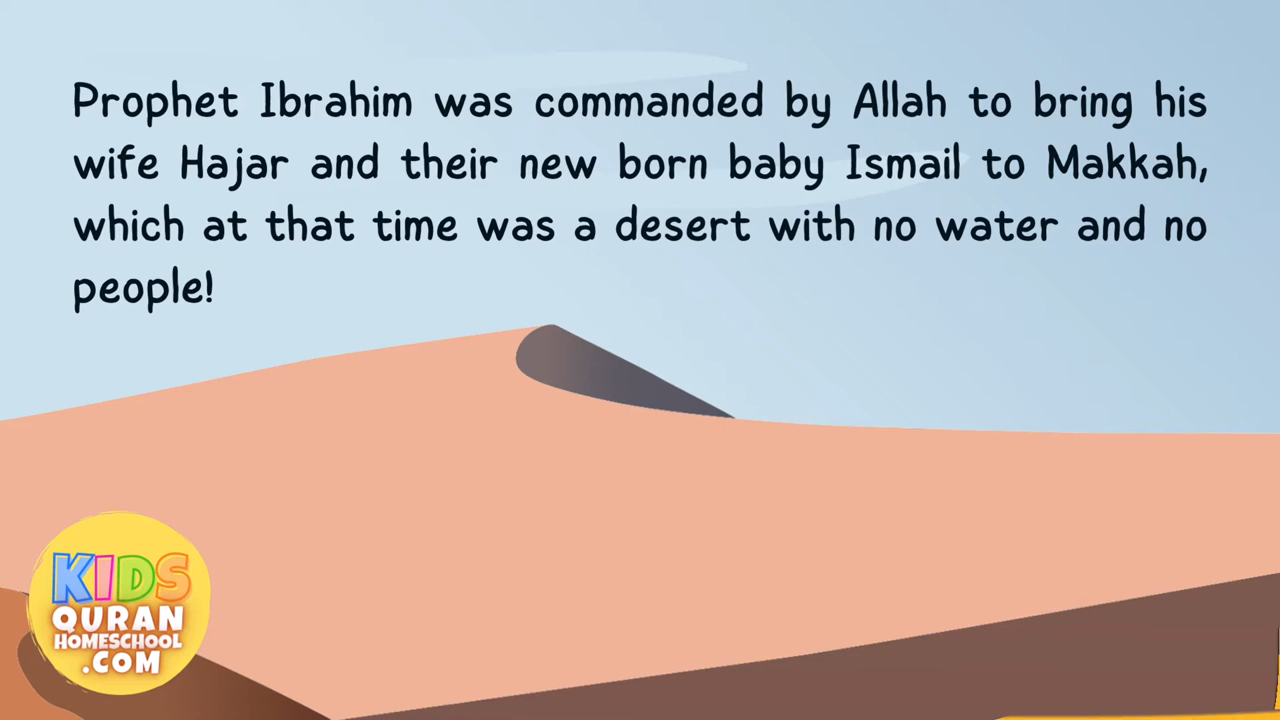 Prophet Ibrahim was commanded by Allah to bring his
wife Hajar and their new born baby Ismail to Makkah,
which at that time was a desert with no water and no
people!
KIDS
QURAN
HOMESCHOOL
.COM